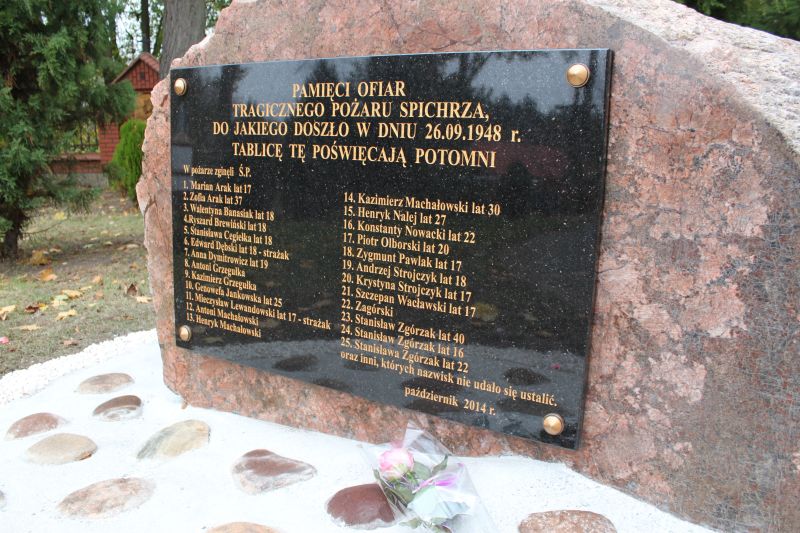 PAMIĘCI OFIAR
TRAGICZNEGO POŻARU SPICHRZA,
DO JAKIEGO DOSZŁO W DNIU 26.09.1948 r.
TABLICĘ TĘ POŚWIĘCAJĄ POTOMNI
W pożarze zginęli Ś.P.
1. Marian Arak lat 17
2. Zofia Arak lat 37
3. Walentyna Banasiak lat 18
4.Ryszard Brewiński lat 18
5. Stanisława Cegiełka lat 18
6. Edward Dębski lat 18 - strażak
7. Anna Dymitrowicz lat 19
8. Antoni Grzegulka
9. Kazimierz Grzegulka
10. Genowefa Jankowska lat 25
11. Mieczysław Lewandowski lat 17 - strażak
12. Antoni Machałowski
13. Henryk Machałowski
14. Kazimierz Machałowski lat 30
15. Henryk Nalej lat 27
16. Konstanty Nowacki lat 22
17. Piotr Olborski lat 20
18. Zygmunt Pawlak lat 17
19. Andrzej Strojczyk lat 18
20. Krystyna Strojczyk lat 17
21. Szczepan Wacławski lat 17
22. Zagórski
23. Stanisław Zgórzak lat 40
24. Stanisław Zgórzak lat 16
25. Stanisława Zgórzak lat 22
oraz inni, których nazwisk nie udało się ustalić.
październik 2014 r.